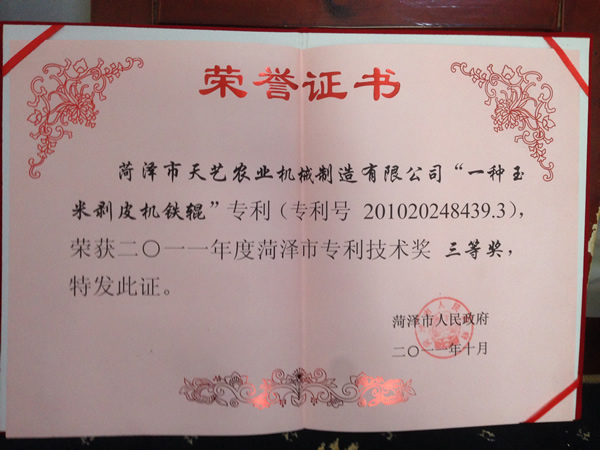 荣誉证书
菏泽市天艺农业机械制造有限公司“一种玉
米剥皮机铁辊”专利(专利号 201020248439.3),
荣获二〇一一年度菏泽市专利技术奖 三等奖,
特发此证。
菏泽市人民政府
二〇一一年十月